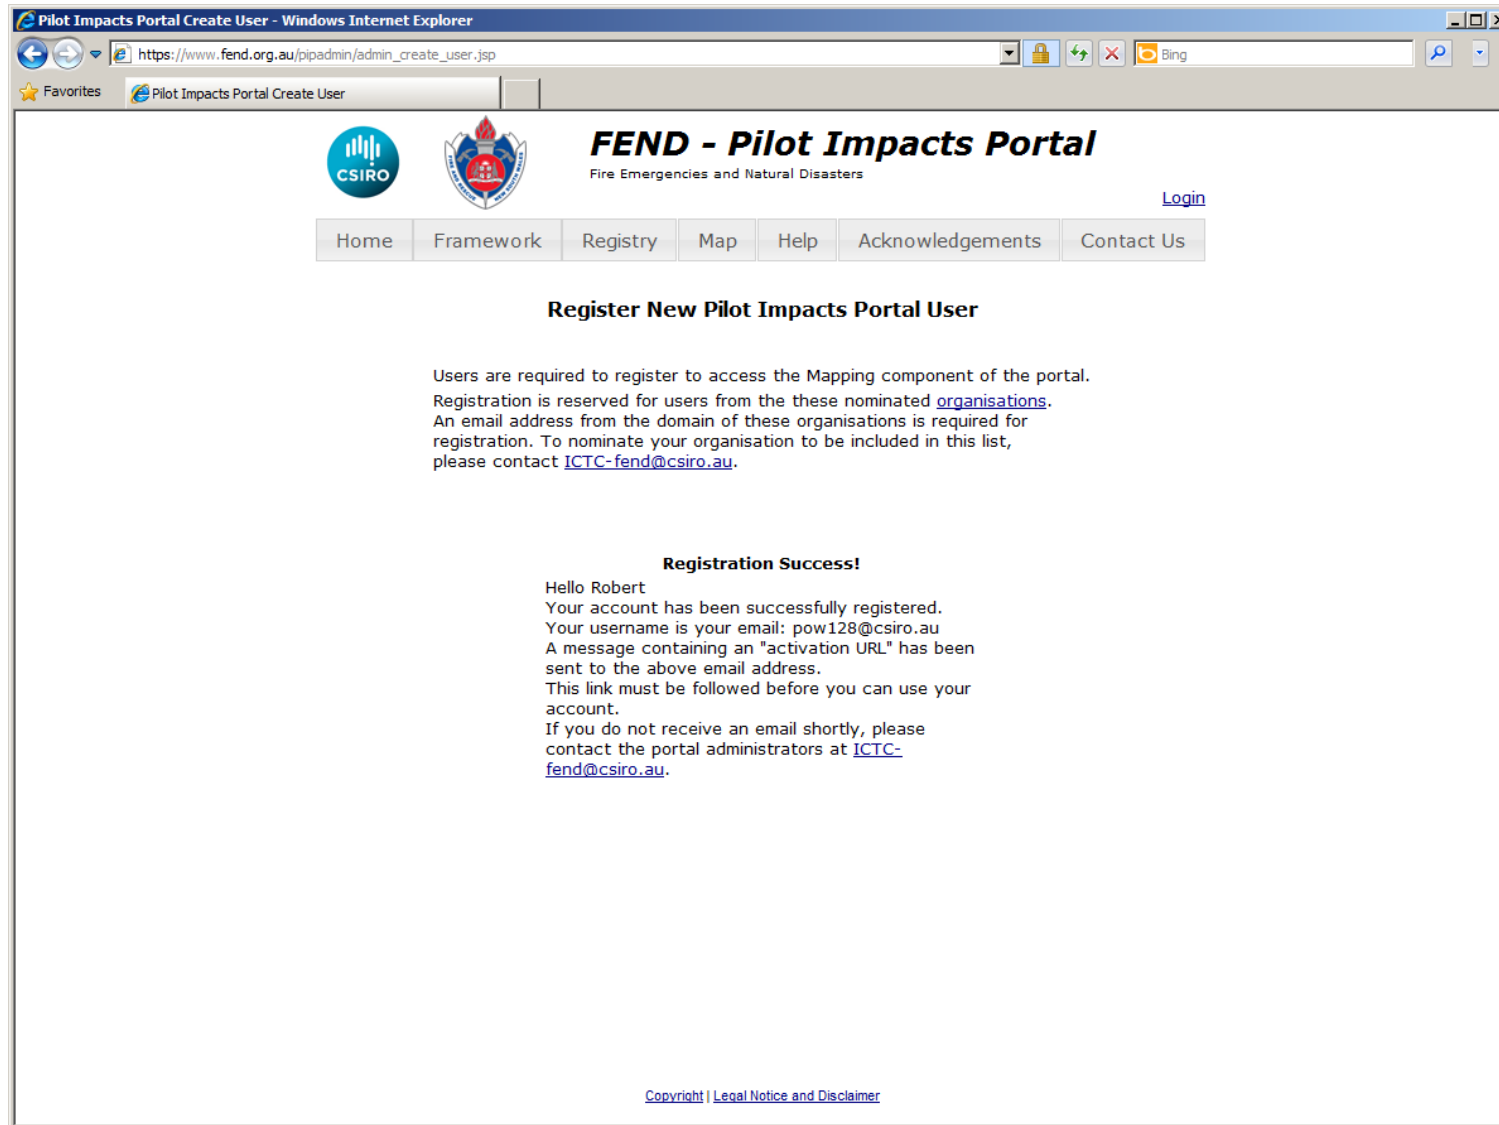 Pilot Impacts Portal Create User - Windows Internet Explorer
https://www.fend.org.au/pipadmin/admin_create_user.jsp
Bing
Favorites
Pilot Impacts Portal Create User
CSIRO
FIRE AND RESCUE NEW SOUTH WALES
FEND - Pilot Impacts Portal
Fire Emergencies and Natural Disasters
Login
Home Framework Registry Map Help Acknowledgements Contact Us
Register New Pilot Impacts Portal User
Users are required to register to access the Mapping component of the portal.
Registration is reserved for users from the these nominated organisations.
An email address from the domain of these organisations is required for
registration. To nominate your organisation to be included in this list,
please contact ICTC-fend@csiro.au.
Registration Success!
Hello Robert
Your account has been successfully registered.
Your username is your email: pow128@csiro.au
A message containing an "activation URL" has been
sent to the above email address.
This link must be followed before you can use your
account.
If you do not receive an email shortly, please
contact the portal administrators at ICTC-
fend@csiro.au.
Copyright | Legal Notice and Disclaimer